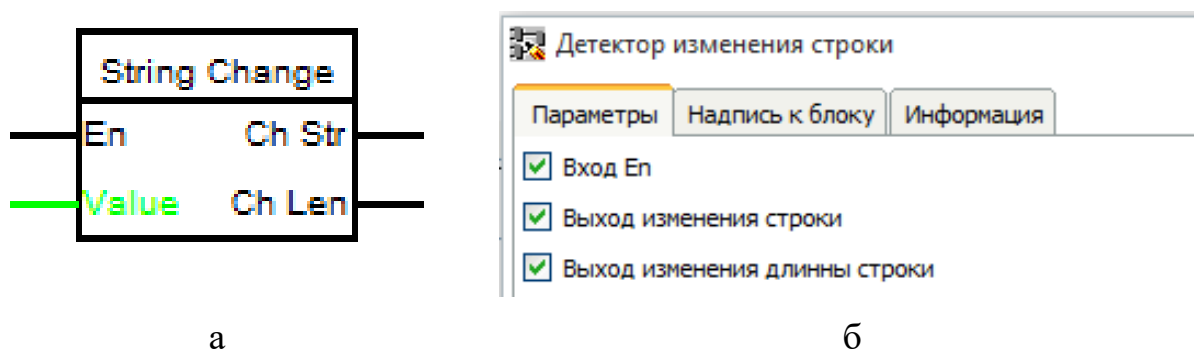 String Change
En Ch Str
Value Ch Len
а
Детектор изменения строки
Параметры Надпись к блоку Информация
Вход En
Выход изменения строки
Выход изменения длинны строки
б